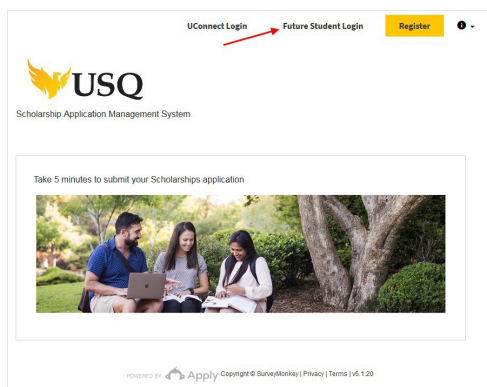 UConnect Login Future Student Login Register
USQ
Scholarship Application Management System
Take 5 minutes to submit your Scholarships application
POWERED BY Apply Copyright © SurveyMonkey | Privacy | Terms | v6.1.20